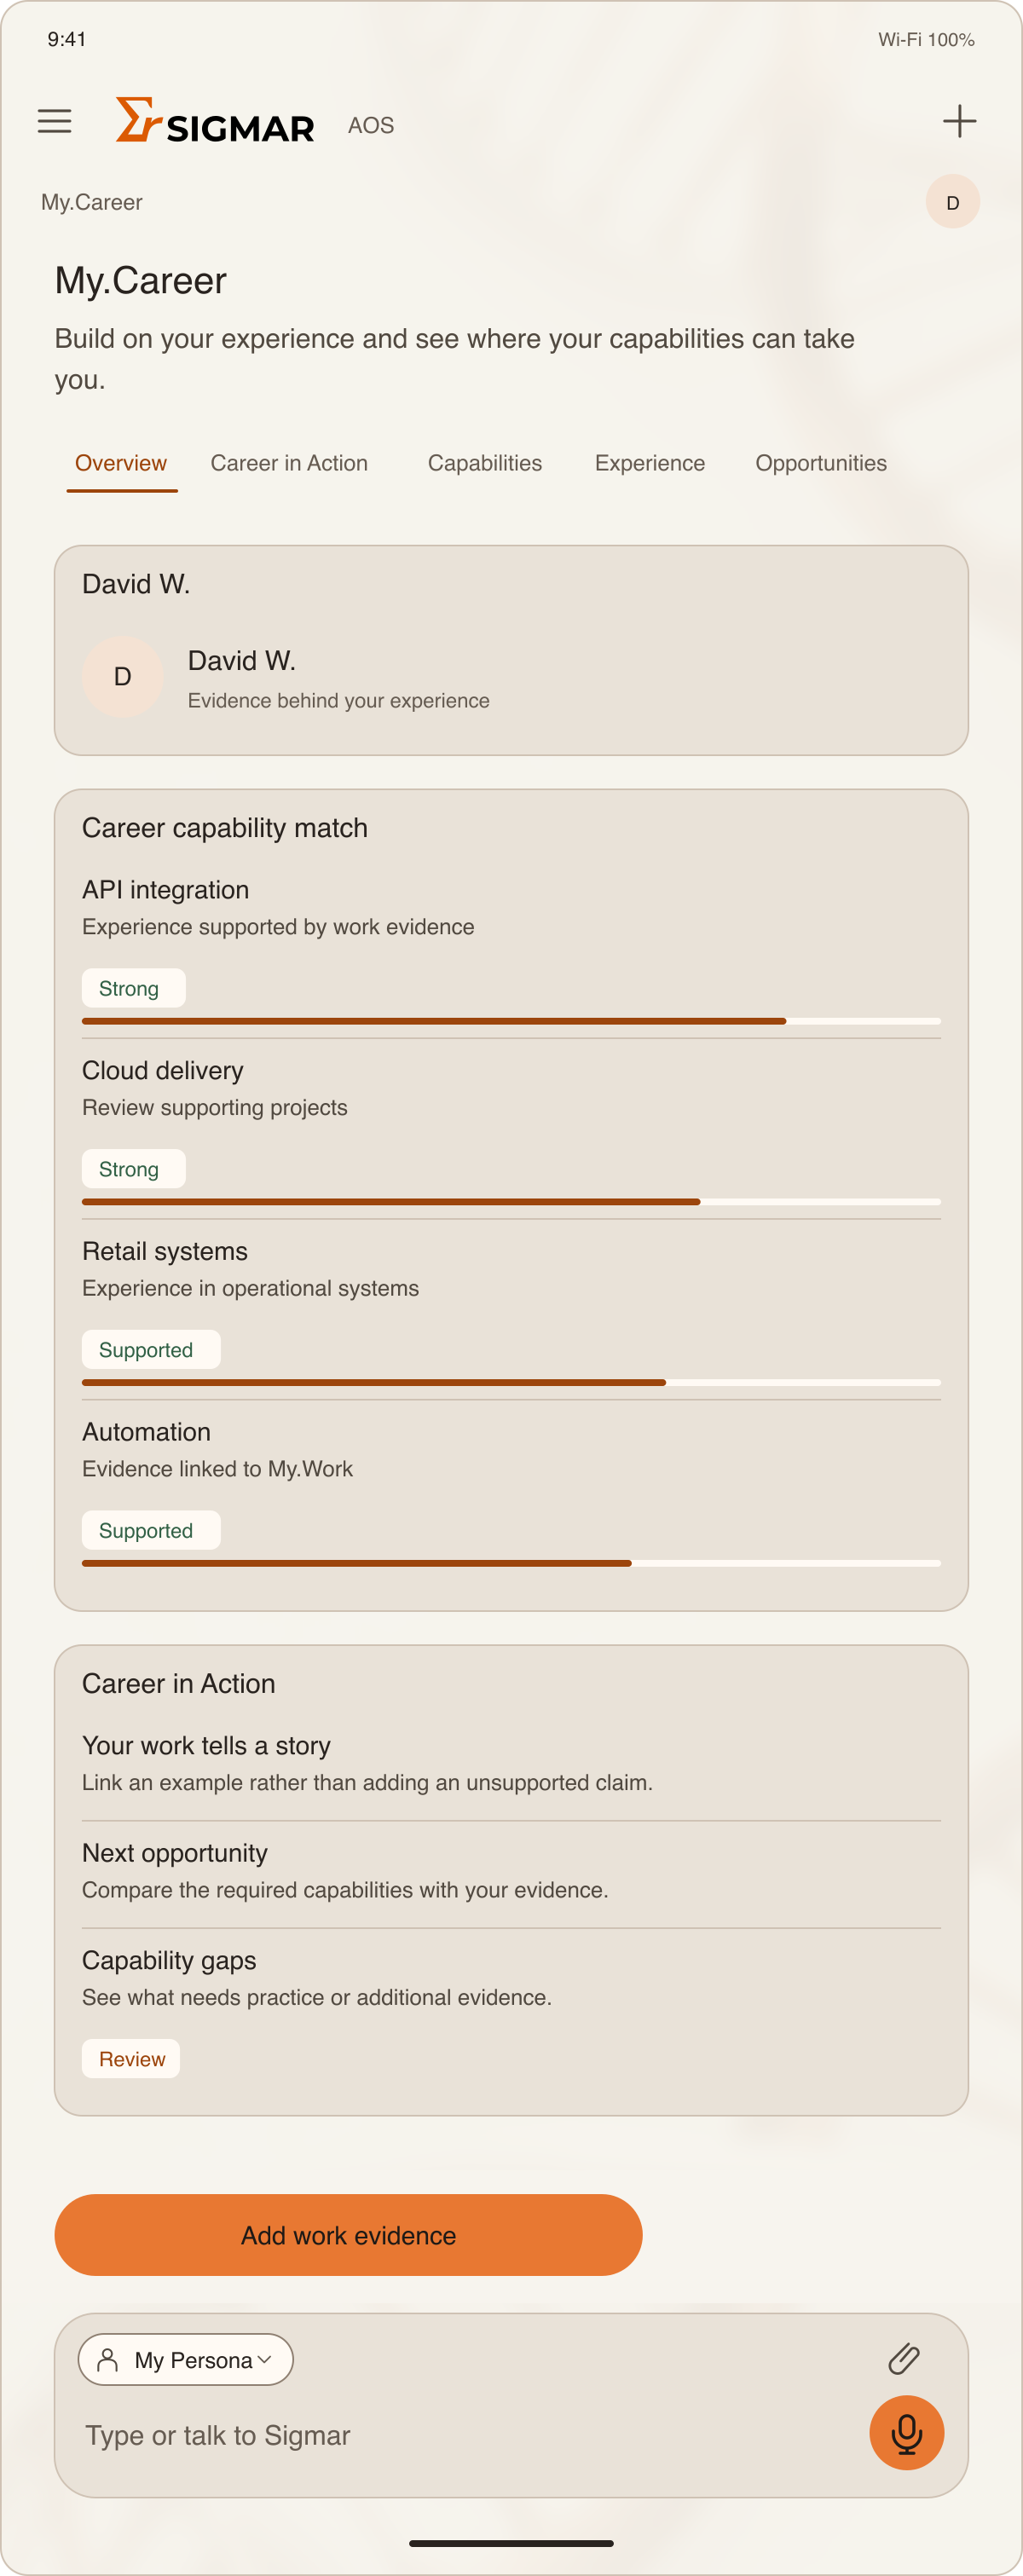 9:41
Wi-Fi 100%
Σr SIGMAR AOS
My.Career
D
My.Career
Build on your experience and see where your capabilities can take
you.
Overview Career in Action Capabilities Experience Opportunities
David W.
D
David W.
Evidence behind your experience
Career capability match
API integration
Experience supported by work evidence
Strong
Cloud delivery
Review supporting projects
Strong
Retail systems
Experience in operational systems
Supported
Automation
Evidence linked to My.Work
Supported
Career in Action
Your work tells a story
Link an example rather than adding an unsupported claim.
Next opportunity
Compare the required capabilities with your evidence.
Capability gaps
See what needs practice or additional evidence.
Review
Add work evidence
My Persona
Type or talk to Sigmar